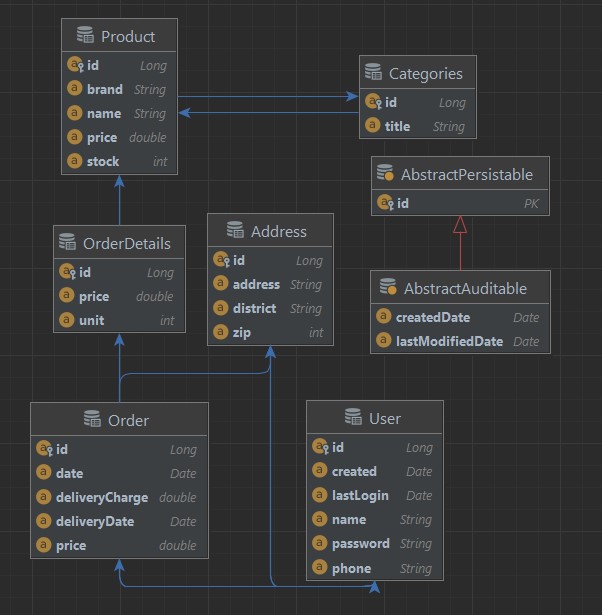 Product
id Long
brand String
name String
price double
stock int
Categories
id Long
title String
AbstractPersistable
id PK
OrderDetails
id Long
price double
unit int
Address
id Long
address String
district String
zip int
AbstractAuditable
createdDate Date
lastModifiedDate Date
Order
id Long
date Date
deliveryCharge double
deliveryDate Date
price double
User
id Long
created Date
lastLogin Date
name String
password String
phone String